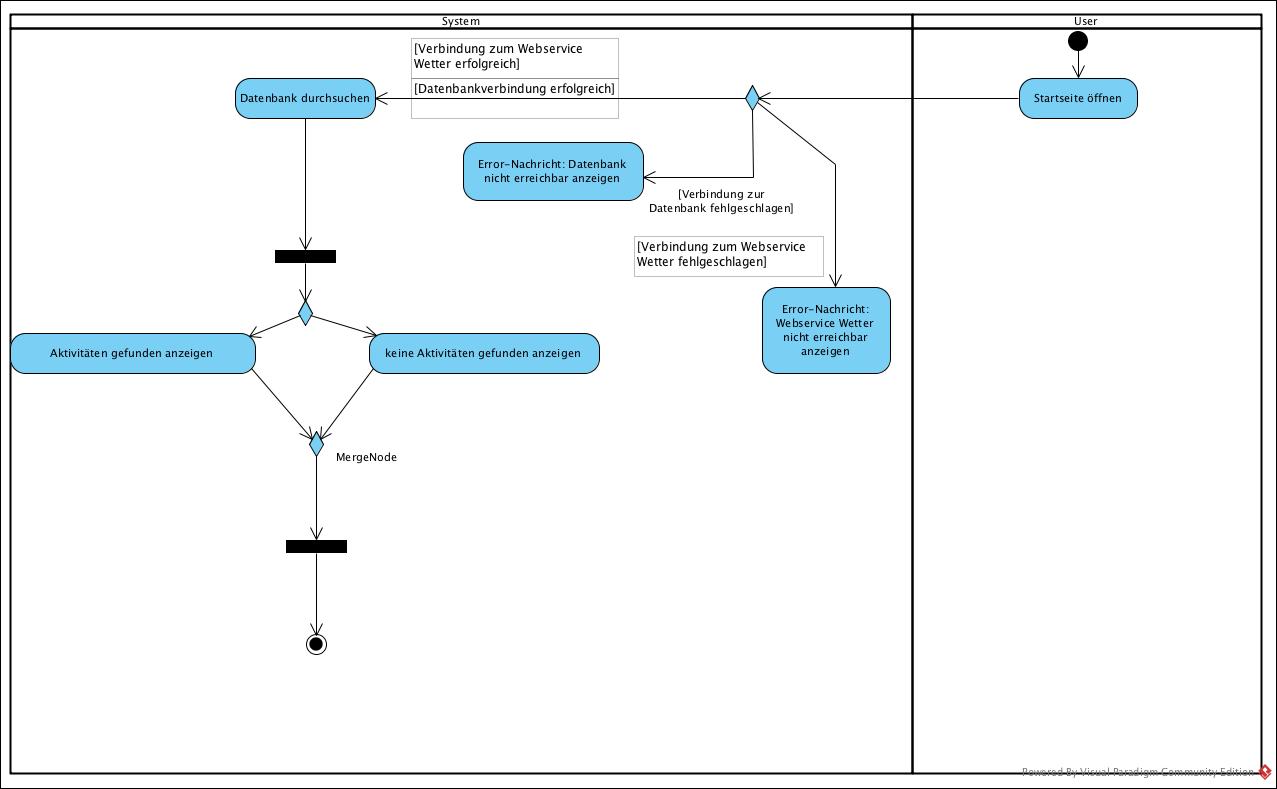 System
User
[Verbindung zum Webservice
Wetter erfolgreich]
[Datenbankverbindung erfolgreich]
Datenbank durchsuchen
Startseite öffnen
Error-Nachricht: Datenbank
nicht erreichbar anzeigen
[Verbindung zur
Datenbank fehlgeschlagen]
[Verbindung zum Webservice
Wetter fehlgeschlagen]
Error-Nachricht:
Webservice Wetter
nicht erreichbar
anzeigen
Aktivitäten gefunden anzeigen
keine Aktivitäten gefunden anzeigen
MergeNode
Powered By Visual Paradigm Community Edition